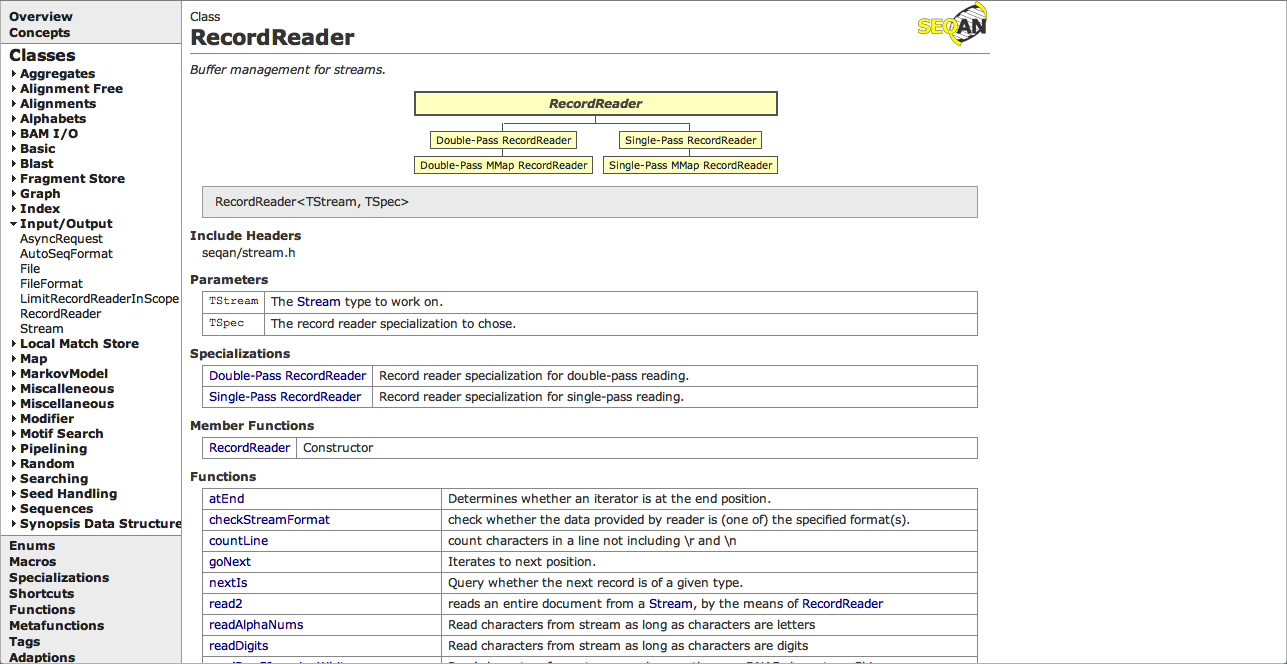 Overview
Concepts
Classes
Aggregates
Alignment Free
Alignments
Alphabets
BAM I/O
Basic
Blast
Fragment Store
Graph
Index
Input/Output
AsyncRequest
AutoSeqFormat
File
FileFormat
LimitRecordReaderInScope
RecordReader
Stream
Local Match Store
Map
MarkovModel
Miscalleneous
Miscellaneous
Modifier
Motif Search
Pipelining
Random
Searching
Seed Handling
Sequences
Synopsis Data Structure
Enums
Macros
Specializations
Shortcuts
Functions
Metafunctions
Tags
Adaptions
Class
RecordReader
SEQAN
Buffer management for streams.
RecordReader
Double-Pass RecordReader Single-Pass RecordReader
Double-Pass MMap RecordReader Single-Pass MMap RecordReader
RecordReader<TStream, TSpec>
Include Headers
seqan/stream.h
Parameters
TStream The Stream type to work on.
TSpec The record reader specialization to chose.
Specializations
Double-Pass RecordReader Record reader specialization for double-pass reading.
Single-Pass RecordReader Record reader specialization for single-pass reading.
Member Functions
RecordReader Constructor
Functions
atEnd Determines whether an iterator is at the end position.
checkStreamFormat check whether the data provided by reader is (one of) the specified format(s).
countLine count characters in a line not including \r and \n
goNext Iterates to next position.
nextIs Query whether the next record is of a given type.
read2 reads an entire document from a Stream, by the means of RecordReader
readAlphaNums Read characters from stream as long as characters are letters
readDigits Read characters from stream as long as characters are digits